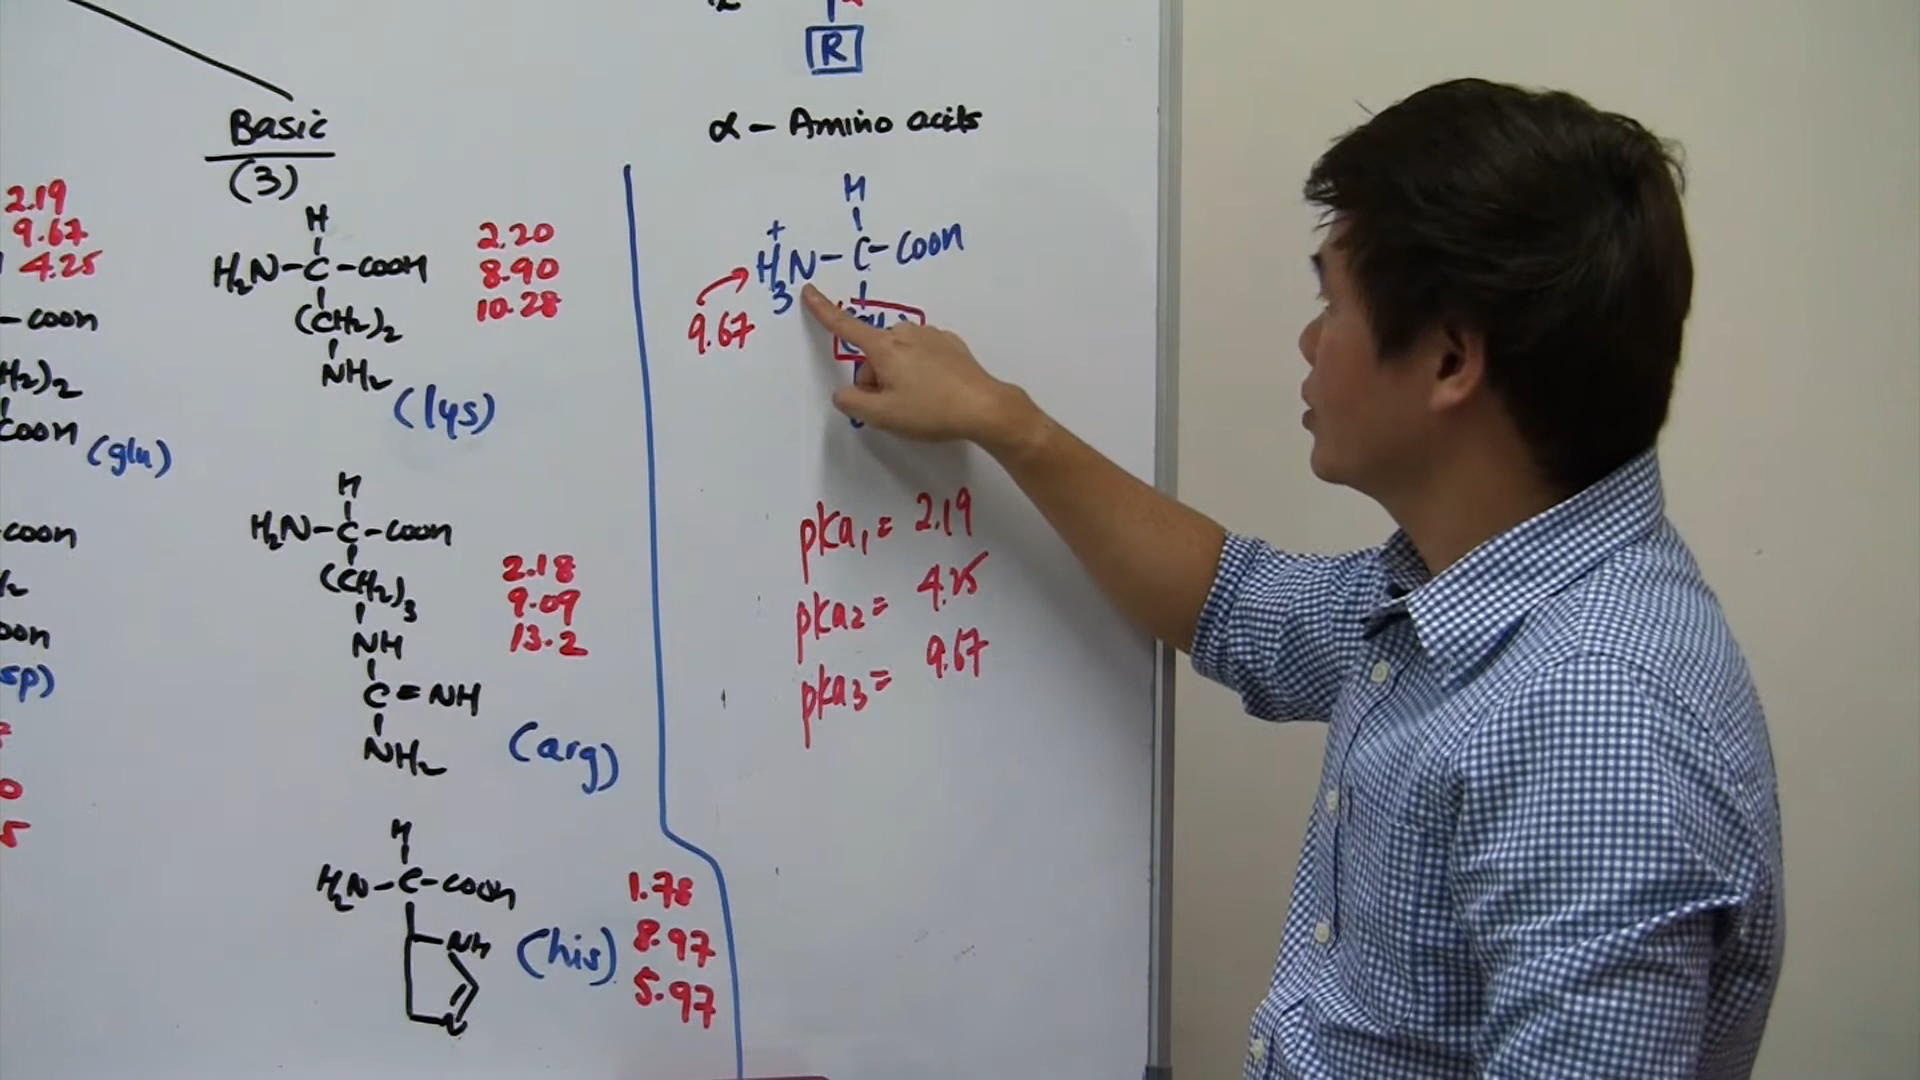 R
α - Amino acids
Basic
(3)
2.19
9.67
4.25
H
H2N-C-COOH
(CH2)2
NH2
(lys)
2.20
8.90
10.28
-COOH
H2)2
COOH
(glu)
COOH
H
H2N-C-COOH
(CH2)3
NH
C=NH
NH2
(arg)
2.18
9.09
13.2
OOH
sp)
5
H
H2N-C-COOH
NH
(his)
1.78
8.97
5.97
H
+
H3N-C-COOH
9.67
pka1= 2.19
pka2= 4.25
pka3= 9.67